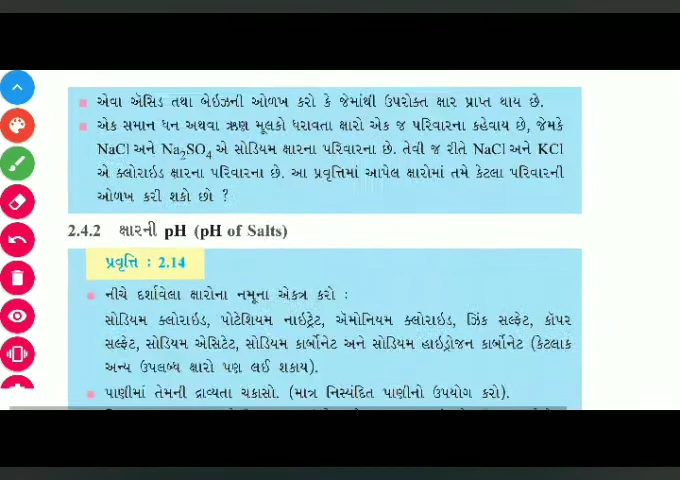 એવા ઍસિડ તથા બેઇઝની ઓળખ કરો કે જેમાંથી ઉપરોક્ત ક્ષાર પ્રાપ્ત થાય છે.
એક સમાન ધન અથવા ઋણ મૂલકો ધરાવતા ક્ષારો એક જ પરિવારના કહેવાય છે, જેમકે
NaCl અને Na₂SO₄ એ સોડિયમ ક્ષારના પરિવારના છે. તેવી જ રીતે NaCl અને KCl
એ ક્લોરાઇડ ક્ષારના પરિવારના છે. આ પ્રવૃત્તિમાં આપેલ ક્ષારોમાં તમે કેટલા પરિવારની
ઓળખ કરી શકો છો ?
2.4.2 ક્ષારની pH (pH of Salts)
પ્રવૃત્તિ : 2.14
નીચે દર્શાવેલા ક્ષારોના નમૂના એકત્ર કરો :
સોડિયમ ક્લોરાઇડ, પોટૅશિયમ નાઇટ્રેટ, ઍમોનિયમ ક્લોરાઇડ, ઝિંક સલ્ફેટ, કૉપર
સલ્ફેટ, સોડિયમ એસિટેટ, સોડિયમ કાર્બોનેટ અને સોડિયમ હાઇડ્રોજન કાર્બોનેટ (કેટલાક
અન્ય ઉપલબ્ધ ક્ષારો પણ લઈ શકાય).
પાણીમાં તેમની દ્રાવ્યતા ચકાસો. (માત્ર નિસ્યંદિત પાણીનો ઉપયોગ કરો).